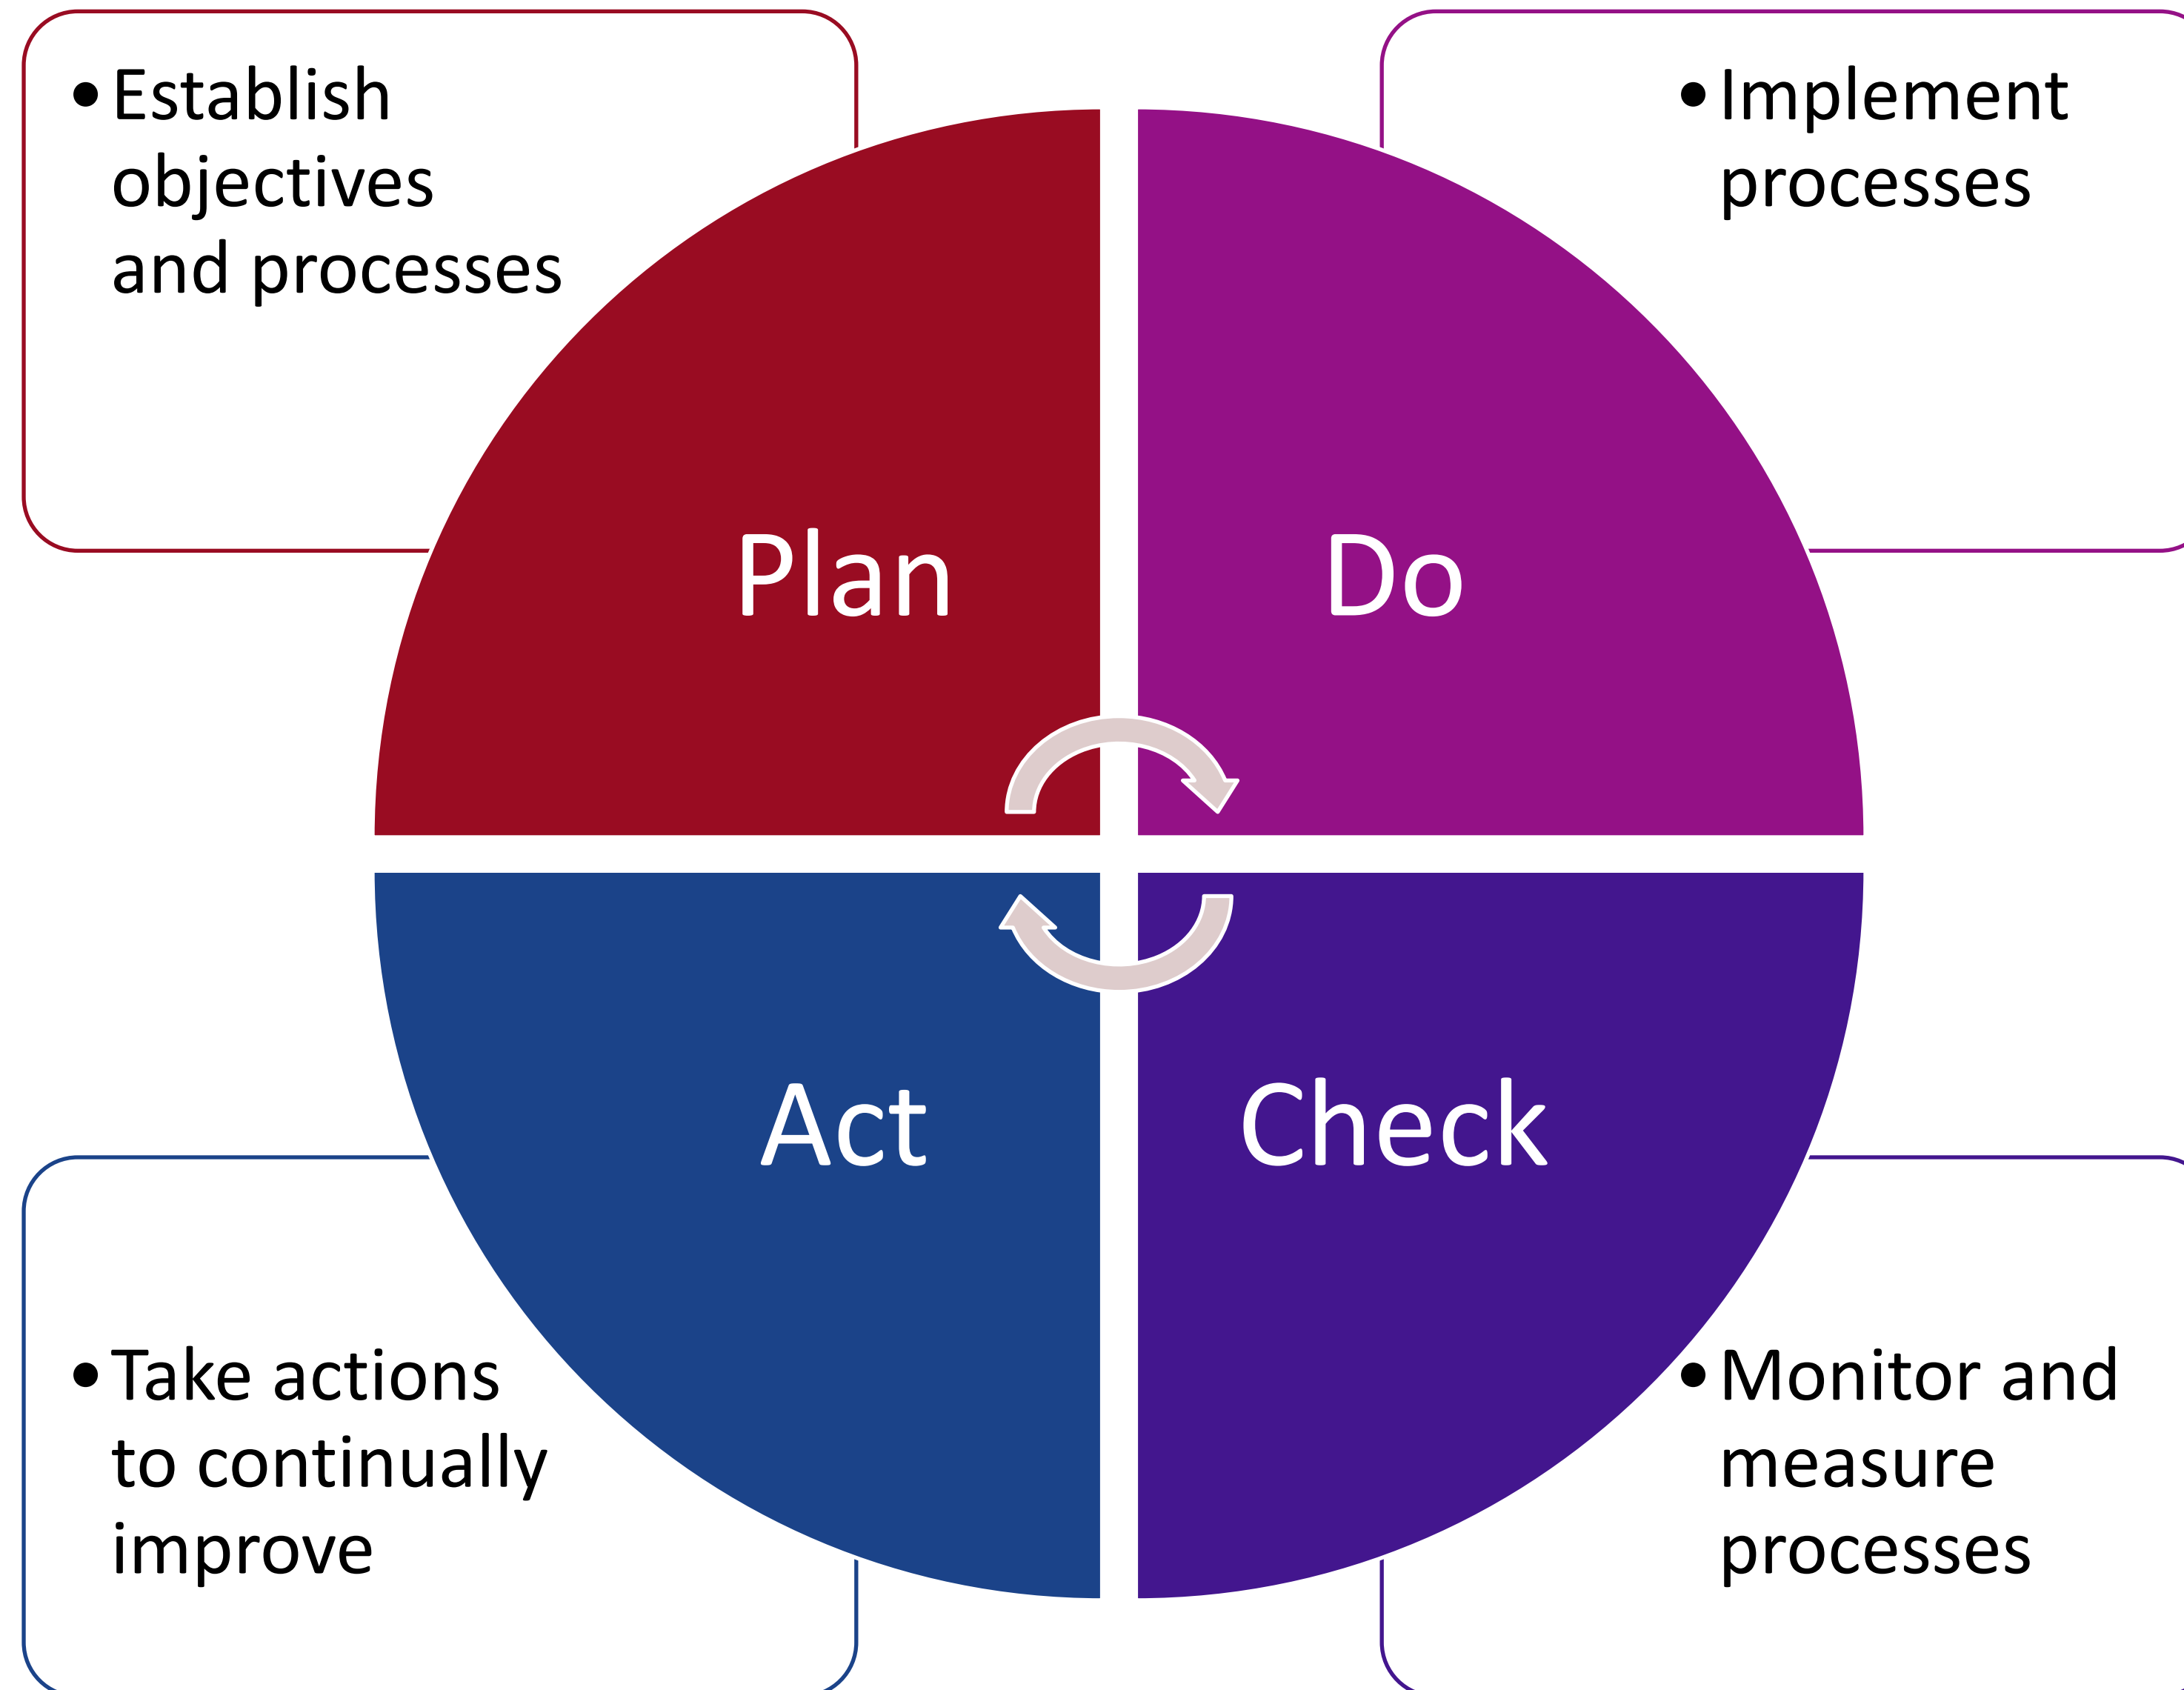 • Establish
objectives
and processes
• Implement
processes
Plan
Do
Act
Check
• Take actions
to continually
improve
• Monitor and
measure
processes